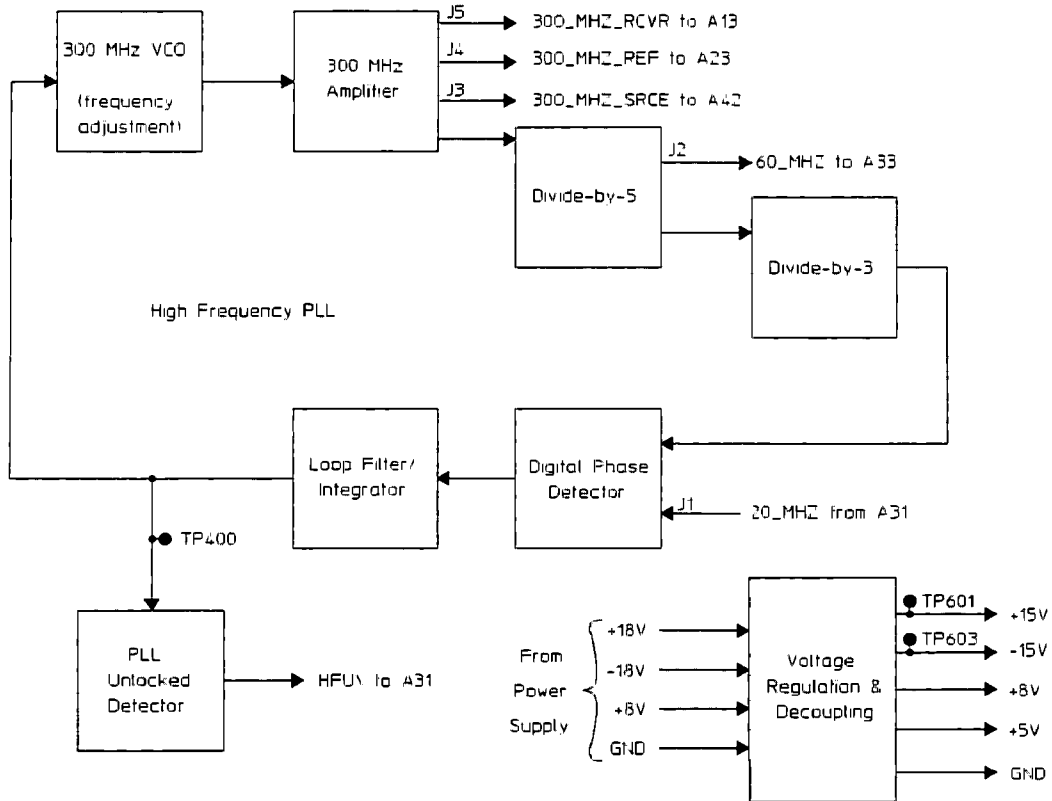 J5
300_MHZ_RCVR to A13
300 MHz VCO
(frequency
adjustment)
300 MHz
Amplifier
J4
300_MHZ_REF to A23
J3
300_MHZ_SRCE to A42
J2
60_MHZ to A33
Divide-by-5
Divide-by-3
High Frequency PLL
Loop Filter/
Integrator
Digital Phase
Detector
J1
20_MHZ from A31
TP400
PLL
Unlocked
Detector
to A31
From
Power
Supply
+18V
-18V
+8V
GND
Voltage
Regulation &
Decoupling
TP601
+15V
TP603
-15V
+8V
+5V
GND